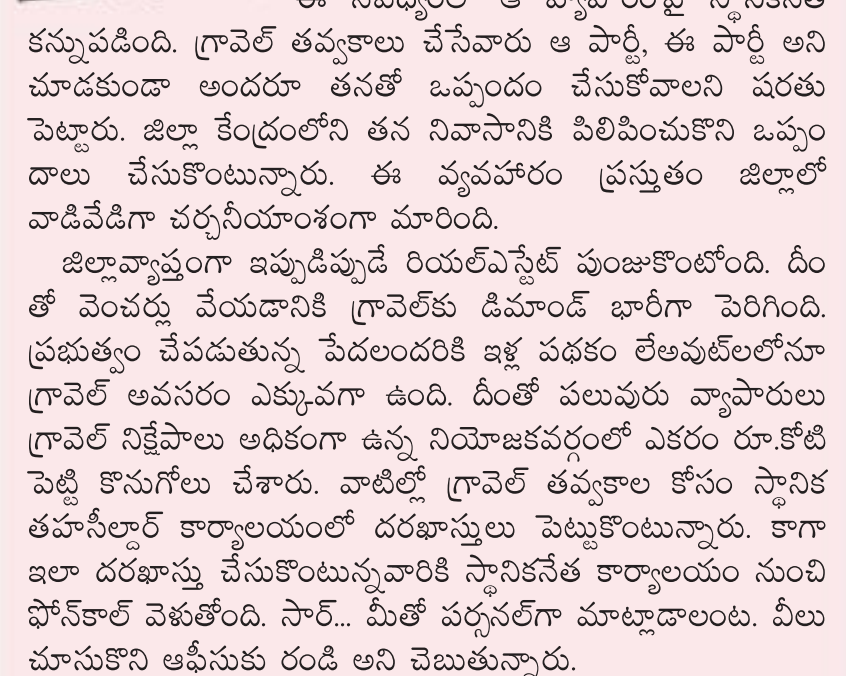 కన్నుపడింది. గ్రావెల్ తవ్వకాలు చేసేవారు ఆ పార్టీ, ఈ పార్టీ అని
చూడకుండా అందరూ తనతో ఒప్పందం చేసుకోవాలని షరతు
పెట్టారు. జిల్లా కేంద్రంలోని తన నివాసానికి పిలిపించుకొని ఒప్పం
దాలు చేసుకొంటున్నారు. ఈ వ్యవహారం ప్రస్తుతం జిల్లాలో
వాడివేడిగా చర్చనీయాంశంగా మారింది.
జిల్లావ్యాప్తంగా ఇప్పుడిప్పుడే రియల్ఎస్టేట్ పుంజుకొంటోంది. దీం
తో వెంచర్లు వేయడానికి గ్రావెల్‌కు డిమాండ్ భారీగా పెరిగింది.
ప్రభుత్వం చేపడుతున్న పేదలందరికి ఇళ్ల పథకం లేఅవుట్‌లలోనూ
గ్రావెల్ అవసరం ఎక్కువగా ఉంది. దీంతో పలువురు వ్యాపారులు
గ్రావెల్ నిక్షేపాలు అధికంగా ఉన్న నియోజకవర్గంలో ఎకరం రూ.కోటి
పెట్టి కొనుగోలు చేశారు. వాటిల్లో గ్రావెల్ తవ్వకాల కోసం స్థానిక
తహసీల్దార్ కార్యాలయంలో దరఖాస్తులు పెట్టుకొంటున్నారు. కాగా
ఇలా దరఖాస్తు చేసుకొంటున్నవారికి స్థానికనేత కార్యాలయం నుంచి
ఫోన్‌కాల్ వెళుతోంది. సార్... మీతో పర్సనల్‌గా మాట్లాడాలంట. వీలు
చూసుకొని ఆఫీసుకు రండి అని చెబుతున్నారు.